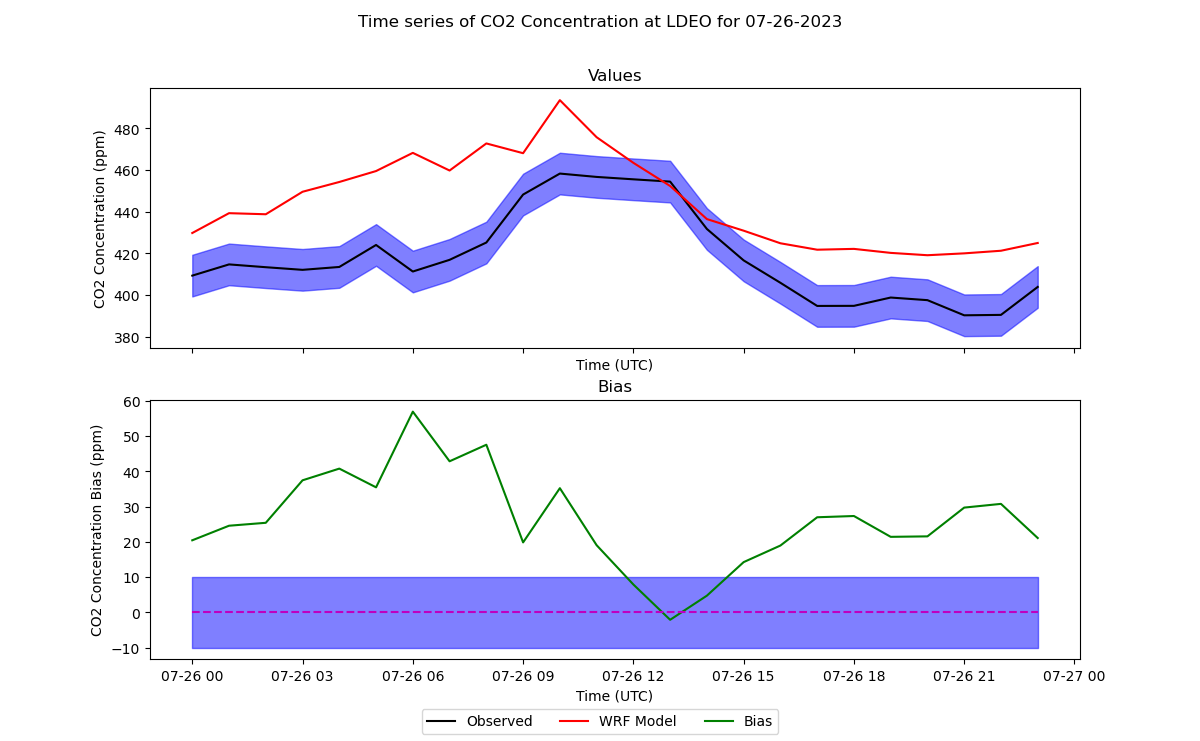 Time series of CO2 Concentration at LDEO for 07-26-2023
Values
CO2 Concentration (ppm)
480
460
440
420
400
380
Time (UTC)
Bias
CO2 Concentration Bias (ppm)
60
50
40
30
20
10
0
−10
07-26 00 07-26 03 07-26 06 07-26 09 07-26 12 07-26 15 07-26 18 07-26 21 07-27 00
Time (UTC)
Observed WRF Model Bias